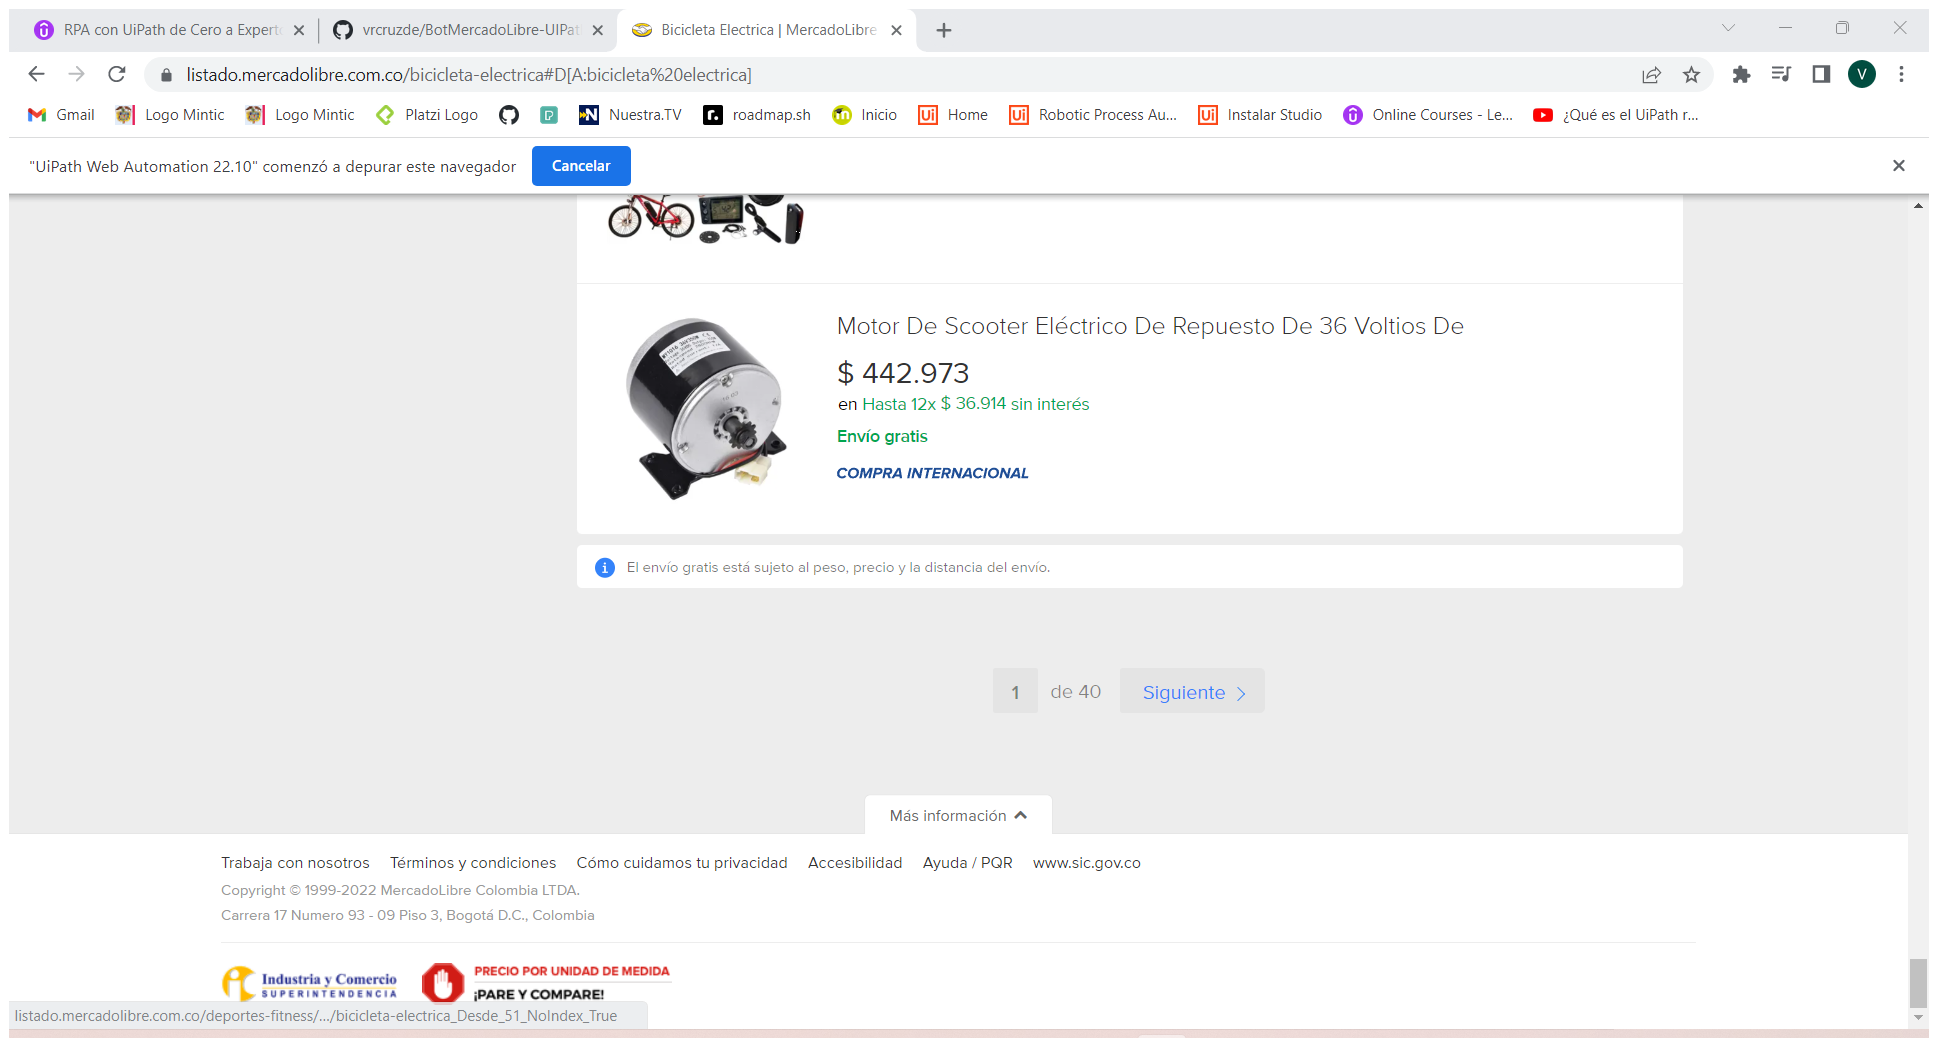 RPA con UiPath de Cero a Experto
vrcruzde/BotMercadoLibre-UIPat
Bicicleta Electrica | MercadoLibre
listado.mercadolibre.com.co/bicicleta-electrica#D[A:bicicleta%20electrica]
V
Gmail
Logo Mintic
Logo Mintic
Platzi Logo
Nuestra.TV
roadmap.sh
Inicio
Home
Robotic Process Au...
Instalar Studio
Online Courses - Le...
¿Qué es el UiPath r...
"UiPath Web Automation 22.10" comenzó a depurar este navegador
Cancelar
Motor De Scooter Eléctrico De Repuesto De 36 Voltios De
$ 442.973
en Hasta 12x $ 36.914 sin interés
Envío gratis
COMPRA INTERNACIONAL
El envío gratis está sujeto al peso, precio y la distancia del envío.
1 de 40 Siguiente
Más información
Trabaja con nosotros Términos y condiciones Cómo cuidamos tu privacidad Accesibilidad Ayuda / PQR www.sic.gov.co
Copyright © 1999-2022 MercadoLibre Colombia LTDA.
Carrera 17 Numero 93 - 09 Piso 3, Bogotá D.C., Colombia
Industria y Comercio
SUPERINTENDENCIA
PRECIO POR UNIDAD DE MEDIDA
¡PARE Y COMPARE!
listado.mercadolibre.com.co/deportes-fitness/.../bicicleta-electrica_Desde_51_NoIndex_True